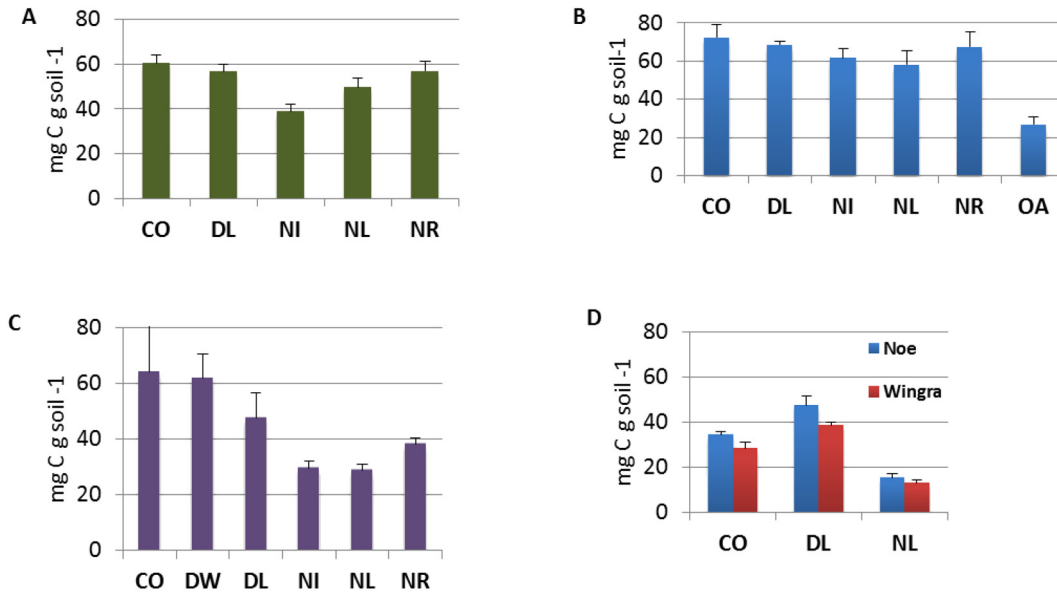 A
mg C g soil -1
80
60
40
20
0
CO DL NI NL NR
B
mg C g soil-1
80
60
40
20
0
CO DL NI NL NR OA
C
mg C g soil -1
80
60
40
20
0
CO DW DL NI NL NR
D
mg C g soil -1
80
60
40
20
0
Noe
Wingra
CO DL NL